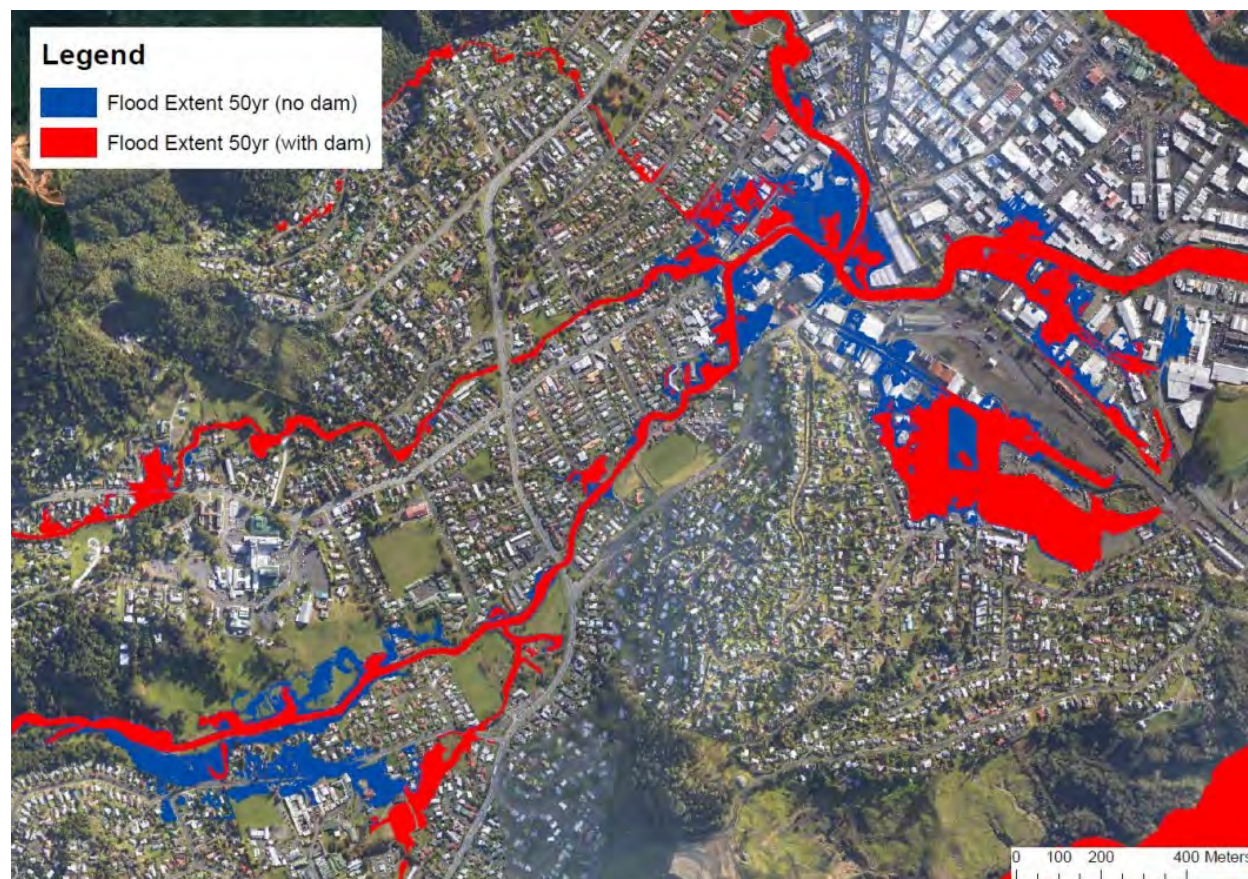 Legend
Flood Extent 50yr (no dam)
Flood Extent 50yr (with dam)
0 100 200 400 Meters